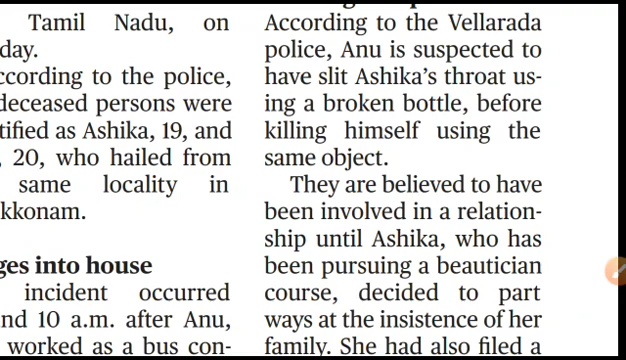 Tamil Nadu, on
day.
ccording to the police,
deceased persons were
tified as Ashika, 19, and
, 20, who hailed from
same locality in
kkonam.
ges into house
incident occurred
nd 10 a.m. after Anu,
worked as a bus con-
According to the Vellarada
police, Anu is suspected to
have slit Ashika's throat us-
ing a broken bottle, before
killing himself using the
same object.
They are believed to have
been involved in a relation-
ship until Ashika, who has
been pursuing a beautician
course, decided to part
ways at the insistence of her
family. She had also filed a